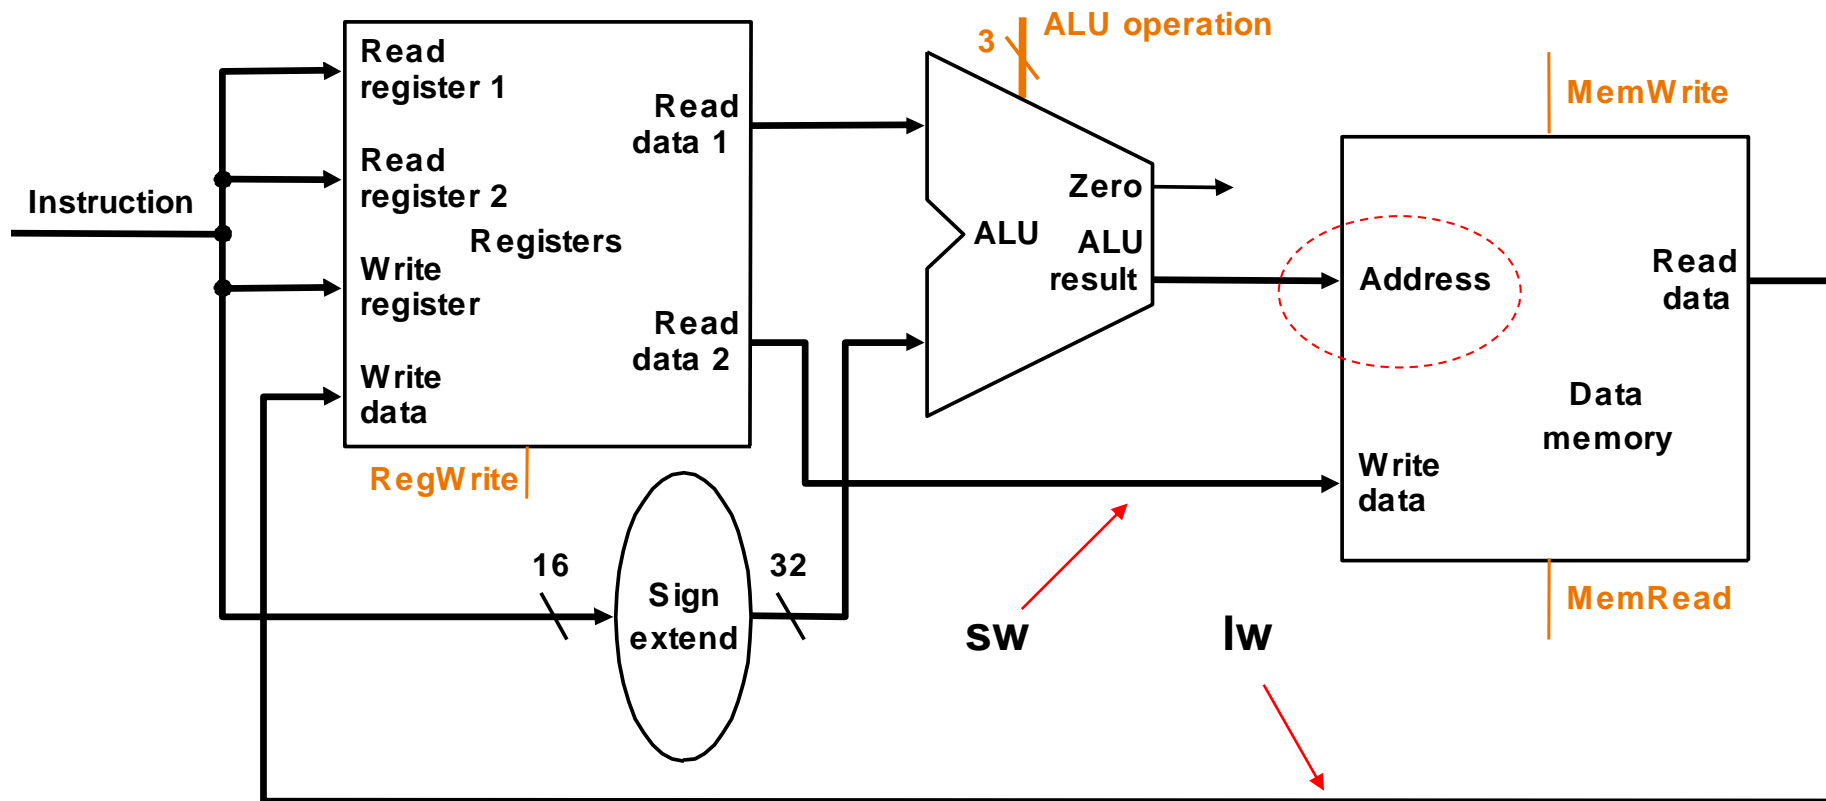 Instruction
Read
register 1
Read
register 2
Registers
Write
register
Write
data
Read
data 1
Read
data 2
RegWrite
16
Sign
extend
32
3
ALU operation
ALU
Zero
ALU
result
MemWrite
Address
Read
data
Data
memory
Write
data
MemRead
sw
lw